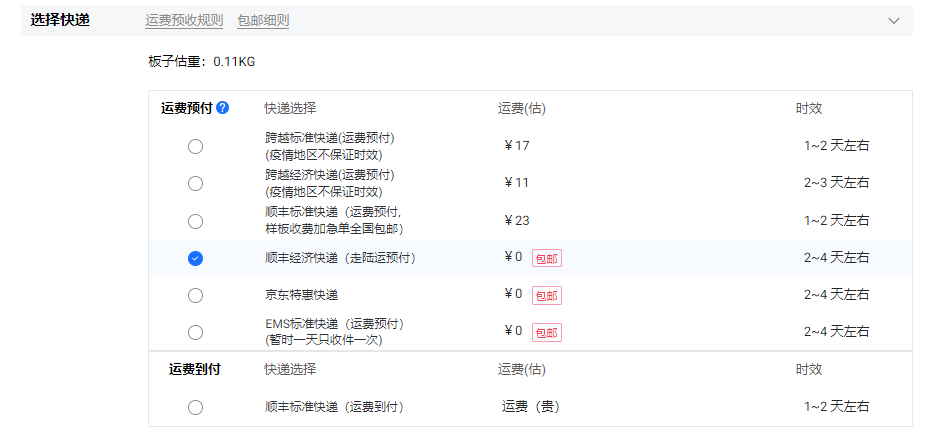 选择快递 运费预收规则 包邮细则
板子估重：0.11KG
运费预付 ? 快递选择 运费(估) 时效
跨越标准快递(运费预付)
(疫情地区不保证时效)
￥17 1~2 天左右
跨越经济快递(运费预付)
(疫情地区不保证时效)
￥11 2~3 天左右
顺丰标准快递（运费预付,
样板收费加急单全国包邮）
￥23 1~2 天左右
顺丰经济快递（走陆运预付） ￥0 包邮 2~4 天左右
京东特惠快递 ￥0 包邮 2~4 天左右
EMS标准快递（运费预付）
(暂时一天只收件一次)
￥0 包邮 2~4 天左右
运费到付 快递选择 运费(估) 时效
顺丰标准快递（运费到付） 运费（贵） 1~2 天左右